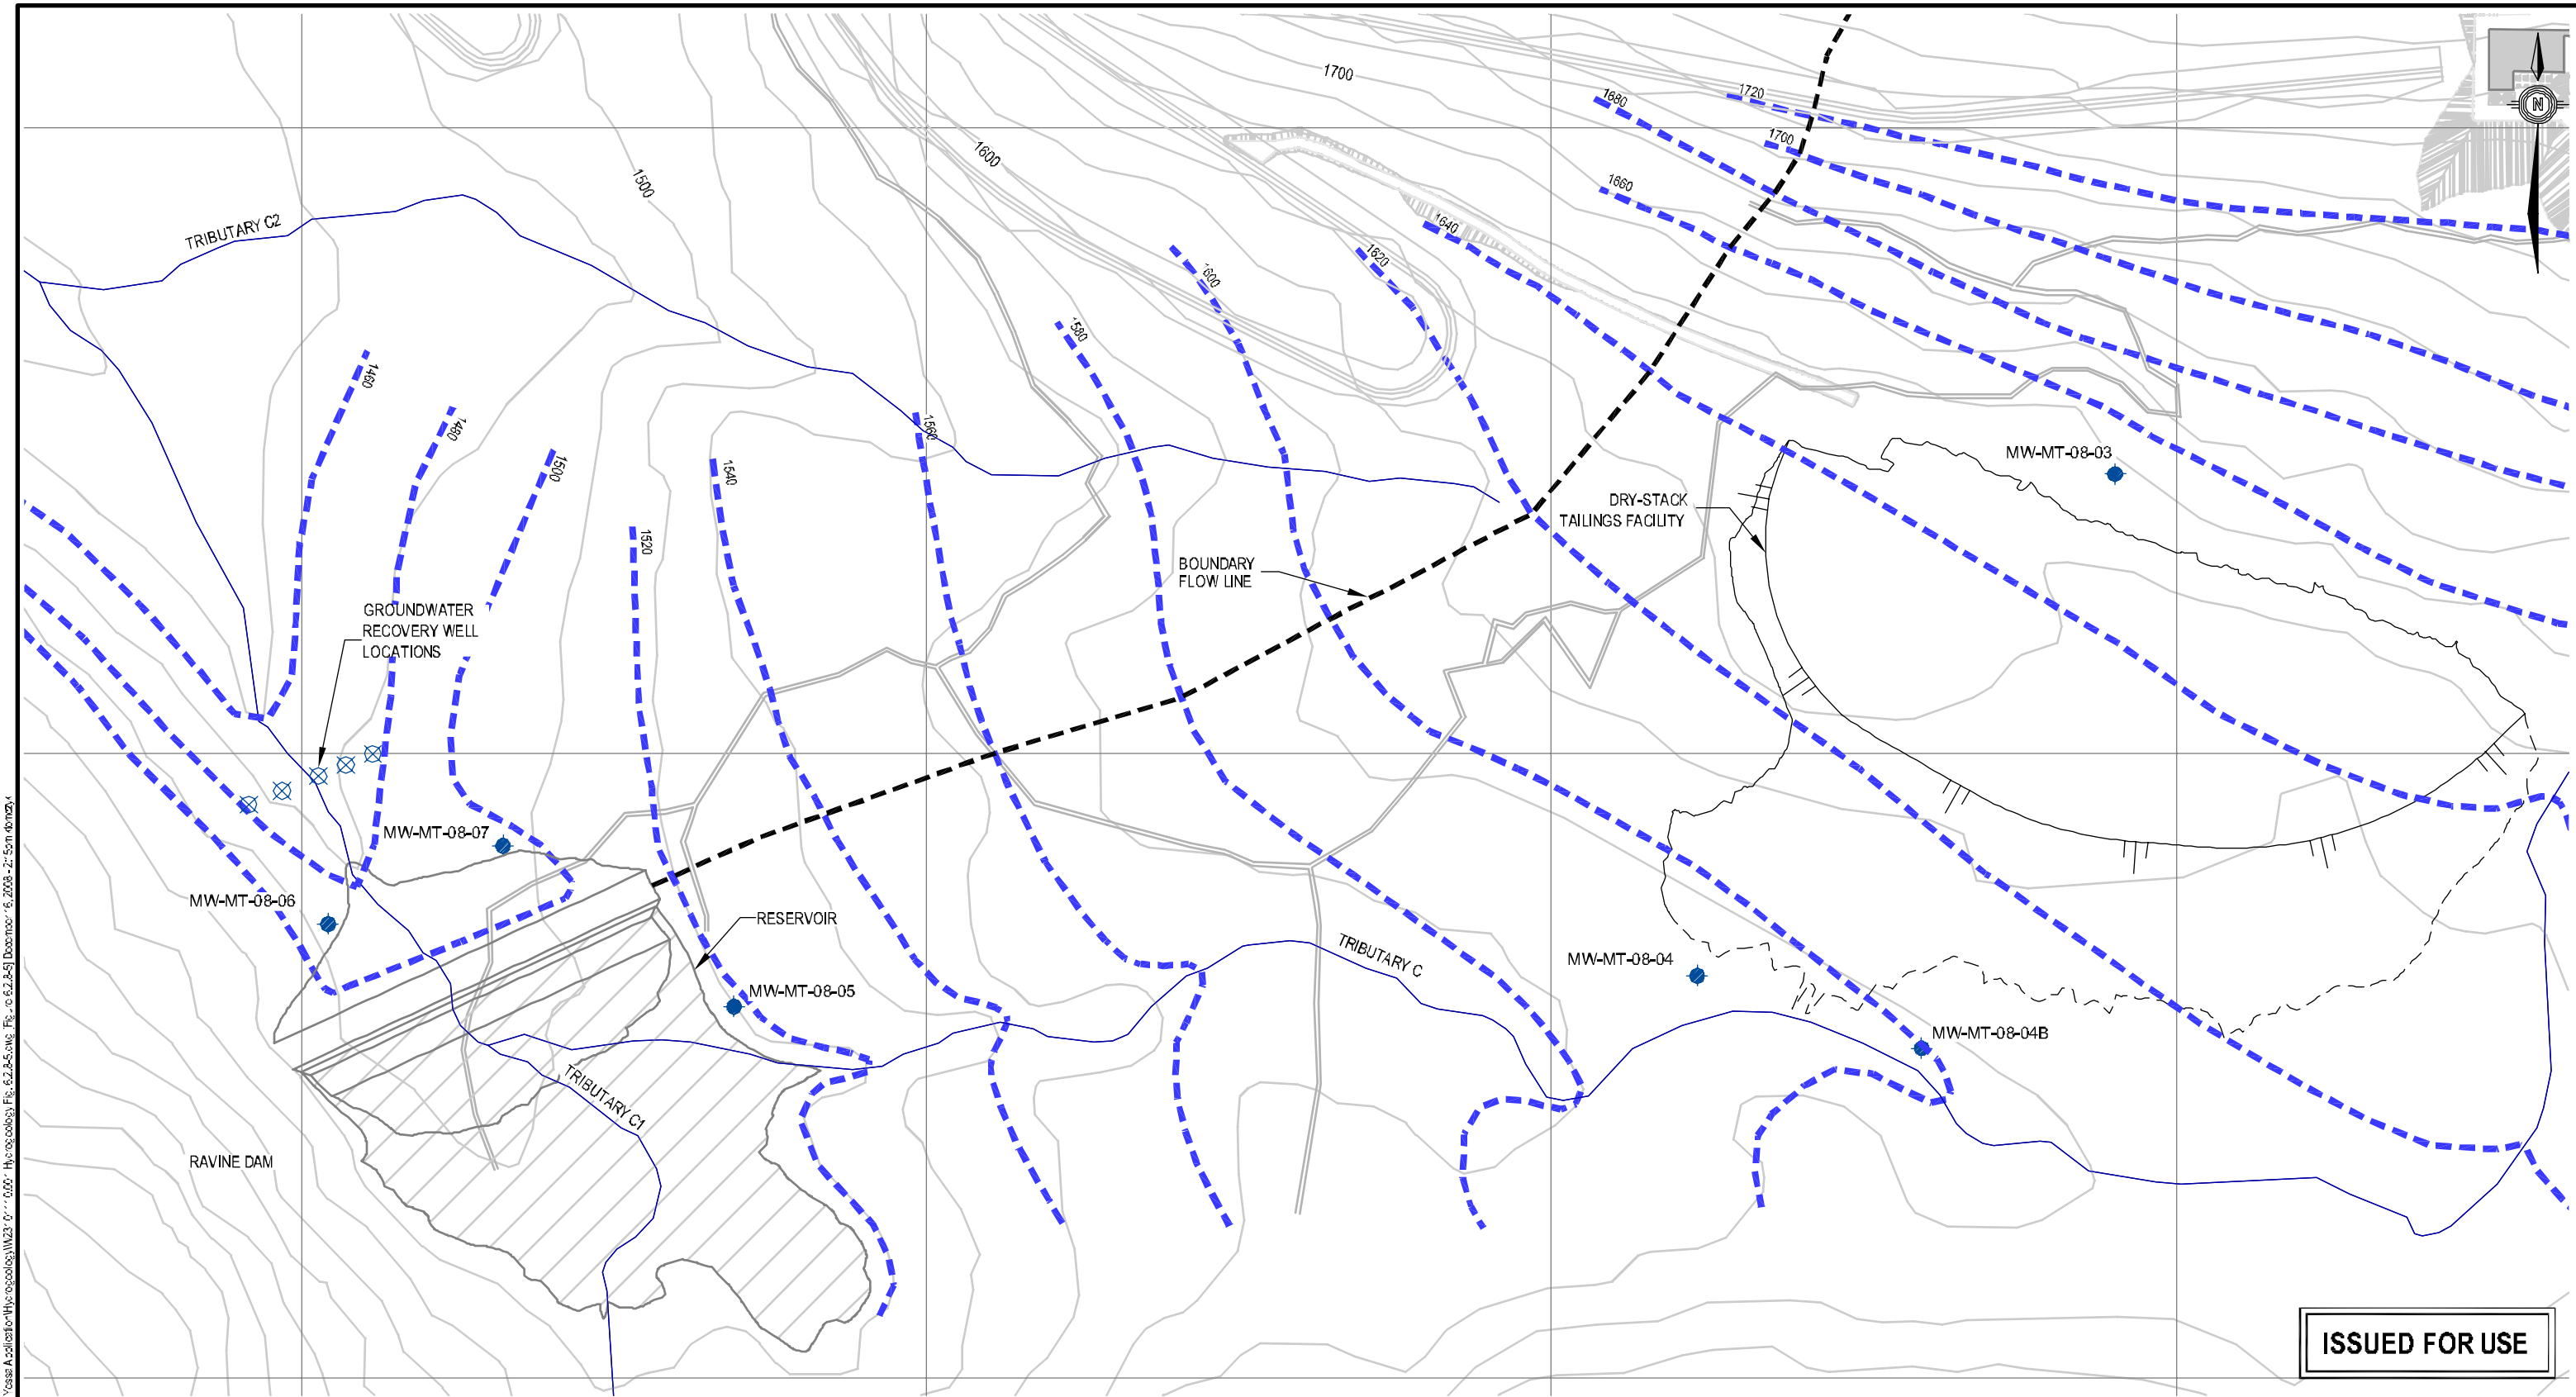 1700
1720
1680
1700
N
1600
1500
1660
TRIBUTARY C2
1640
1620
1600
1580
1460
1480
1560
1500
1540
MW-MT-08-03
DRY-STACK
TAILINGS FACILITY
1520
BOUNDARY
FLOW LINE
GROUNDWATER
RECOVERY WELL
LOCATIONS
MW-MT-08-07
MW-MT-08-06
RESERVOIR
TRIBUTARY C
MW-MT-08-04
MW-MT-08-05
MW-MT-08-04B
TRIBUTARY C1
RAVINE DAM
ISSUED FOR USE